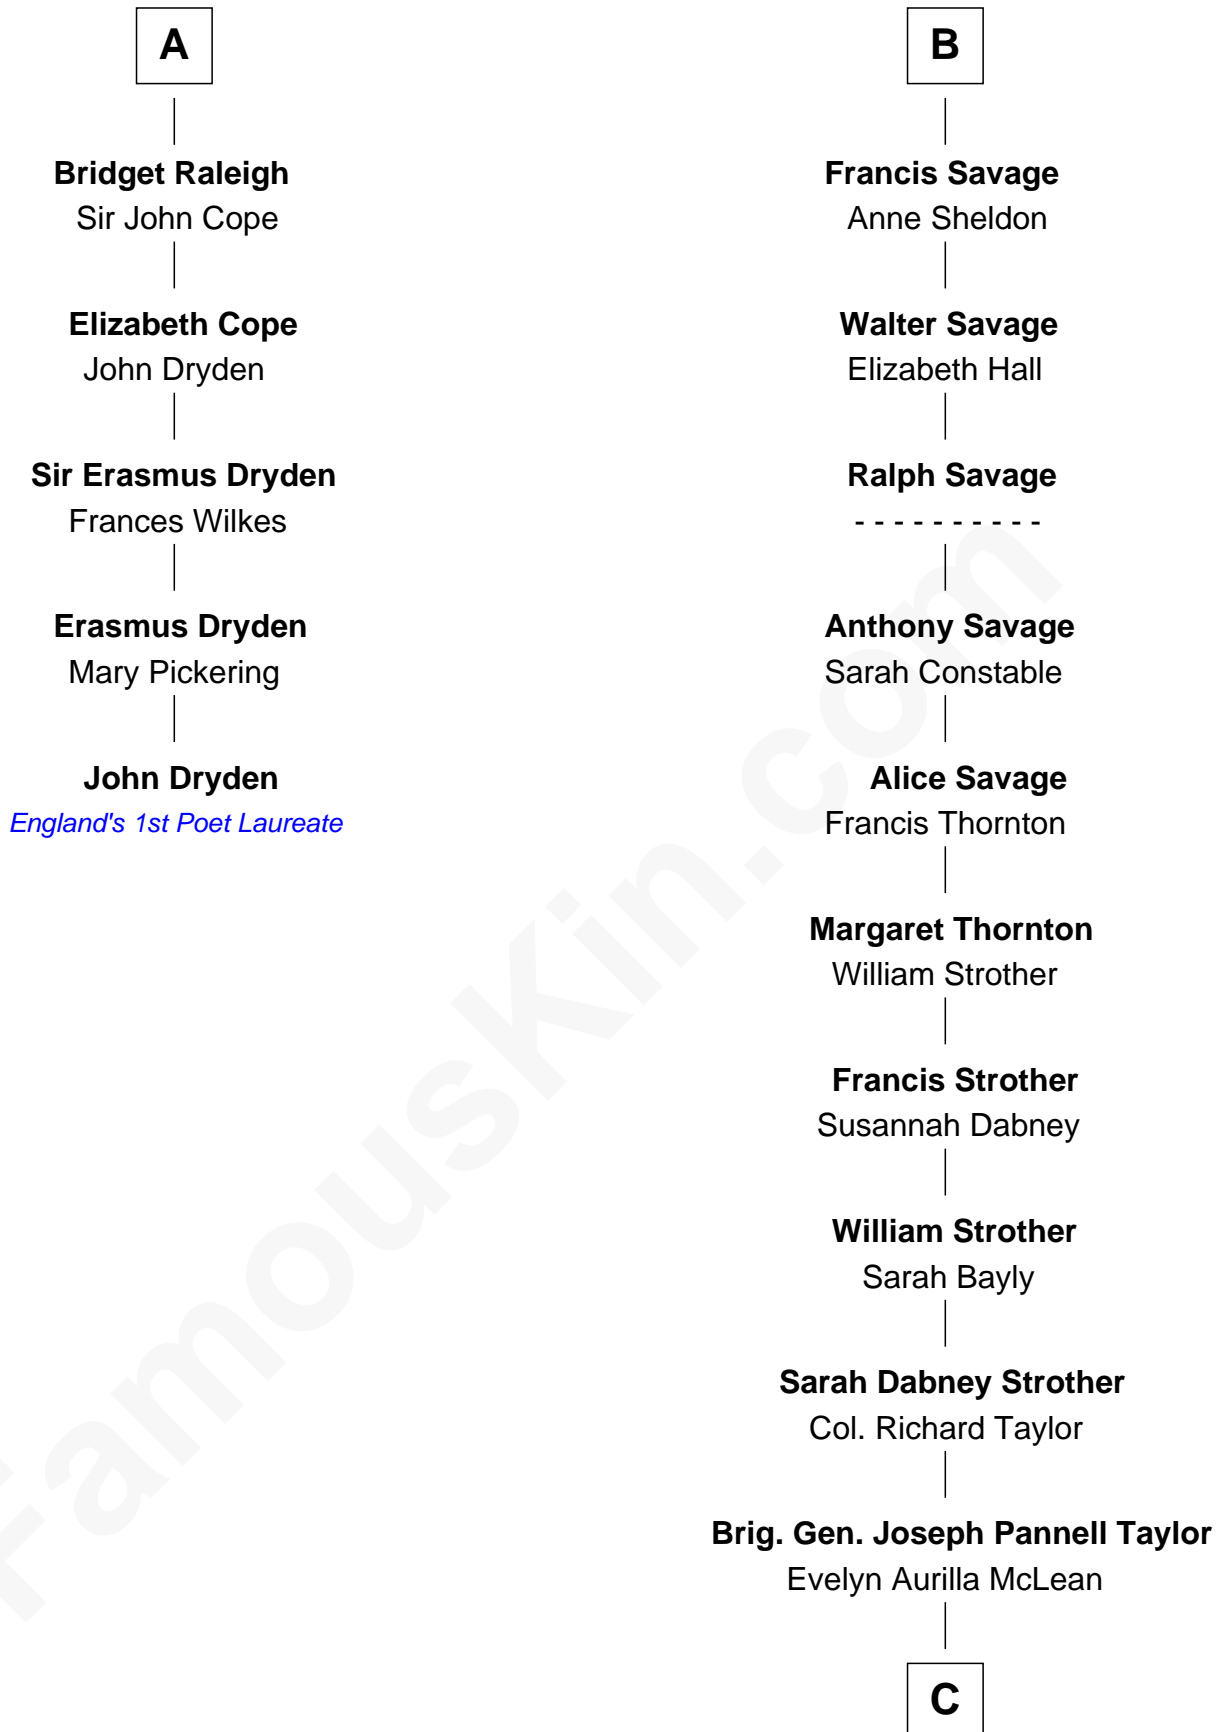 A
Bridget Raleigh
Sir John Cope
Elizabeth Cope
John Dryden
Sir Erasmus Dryden
Frances Wilkes
Erasmus Dryden
Mary Pickering
John Dryden
England's 1st Poet Laureate
B
Francis Savage
Anne Sheldon
Walter Savage
Elizabeth Hall
Ralph Savage
- - - - - - - - - -
Anthony Savage
Sarah Constable
Alice Savage
Francis Thornton
Margaret Thornton
William Strother
Francis Strother
Susannah Dabney
William Strother
Sarah Bayly
Sarah Dabney Strother
Col. Richard Taylor
Brig. Gen. Joseph Pannell Taylor
Evelyn Aurilla McLean
C
FamousKin.com